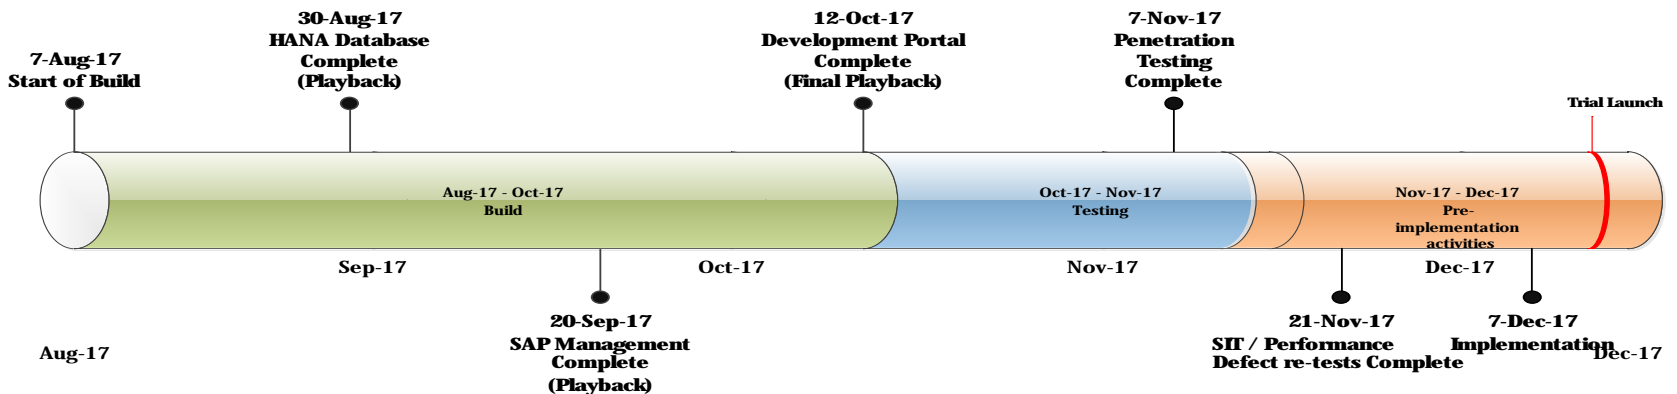 7-Aug-17
Start of Build
30-Aug-17
HANA Database
Complete
(Playback)
12-Oct-17
Development Portal
Complete
(Final Playback)
7-Nov-17
Penetration
Testing
Complete
Trial Launch
Aug-17 - Oct-17
Build
Oct-17 - Nov-17
Testing
Nov-17 - Dec-17
Pre-
implementation
activities
Sep-17
Oct-17
Nov-17
Dec-17
Aug-17
20-Sep-17
SAP Management
Complete
(Playback)
21-Nov-17
SIT / Performance
Defect re-tests Complete
7-Dec-17
Implementation
Dec-17